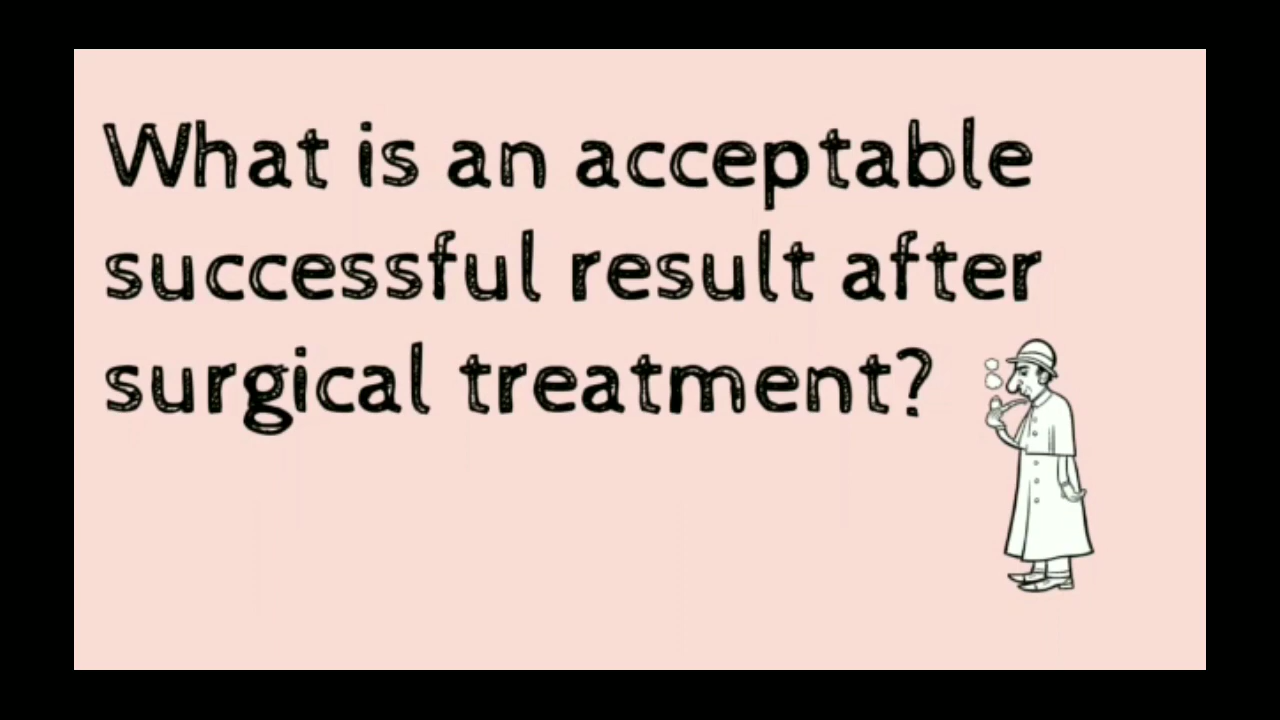 What is an acceptable
successful result after
surgical treatment?